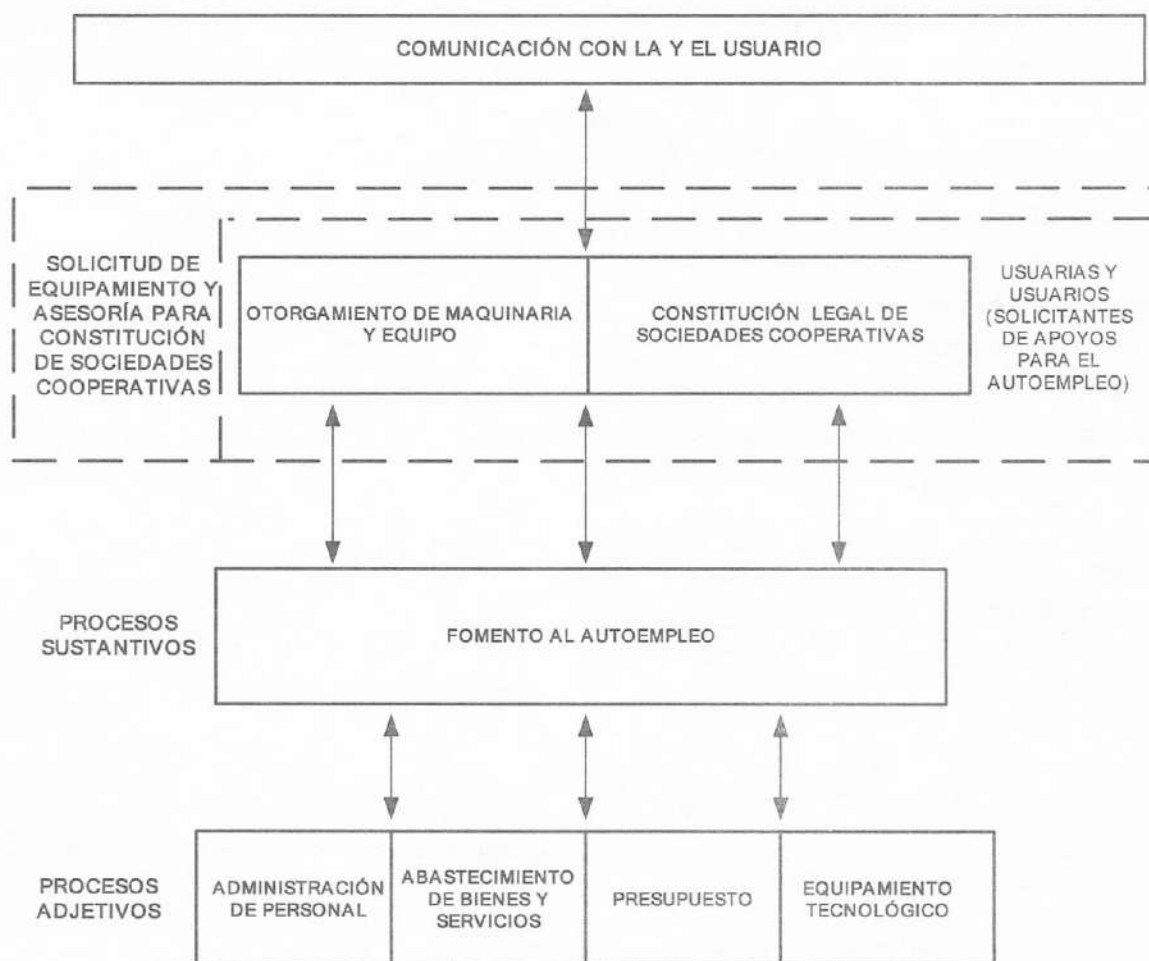 COMUNICACIÓN CON LA Y EL USUARIO
SOLICITUD DE
EQUIPAMIENTO Y
ASESORÍA PARA
CONSTITUCIÓN
DE SOCIEDADES
COOPERATIVAS
OTORGAMIENTO DE MAQUINARIA
Y EQUIPO
CONSTITUCIÓN LEGAL DE
SOCIEDADES COOPERATIVAS
USUARIAS Y
USUARIOS
(SOLICITANTES
DE APOYOS
PARA EL
AUTOEMPLEO)
PROCESOS
SUSTANTIVOS
FOMENTO AL AUTOEMPLEO
PROCESOS
ADJETIVOS
ADMINISTRACIÓN
DE PERSONAL
ABASTECIMIENTO
DE BIENES Y
SERVICIOS
PRESUPUESTO
EQUIPAMIENTO
TECNOLÓGICO